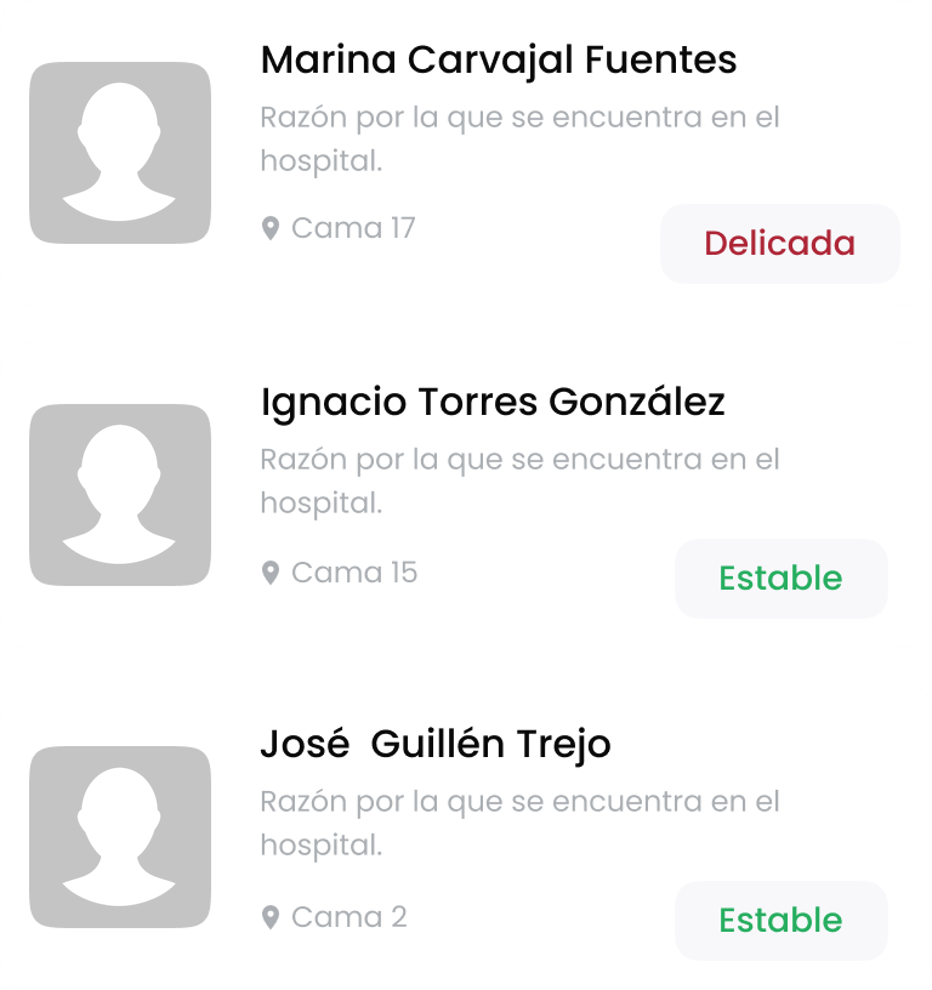 Marina Carvajal Fuentes
Razón por la que se encuentra en el
hospital.
Cama 17
Delicada
Ignacio Torres González
Razón por la que se encuentra en el
hospital.
Cama 15
Estable
José  Guillén Trejo
Razón por la que se encuentra en el
hospital.
Cama 2
Estable